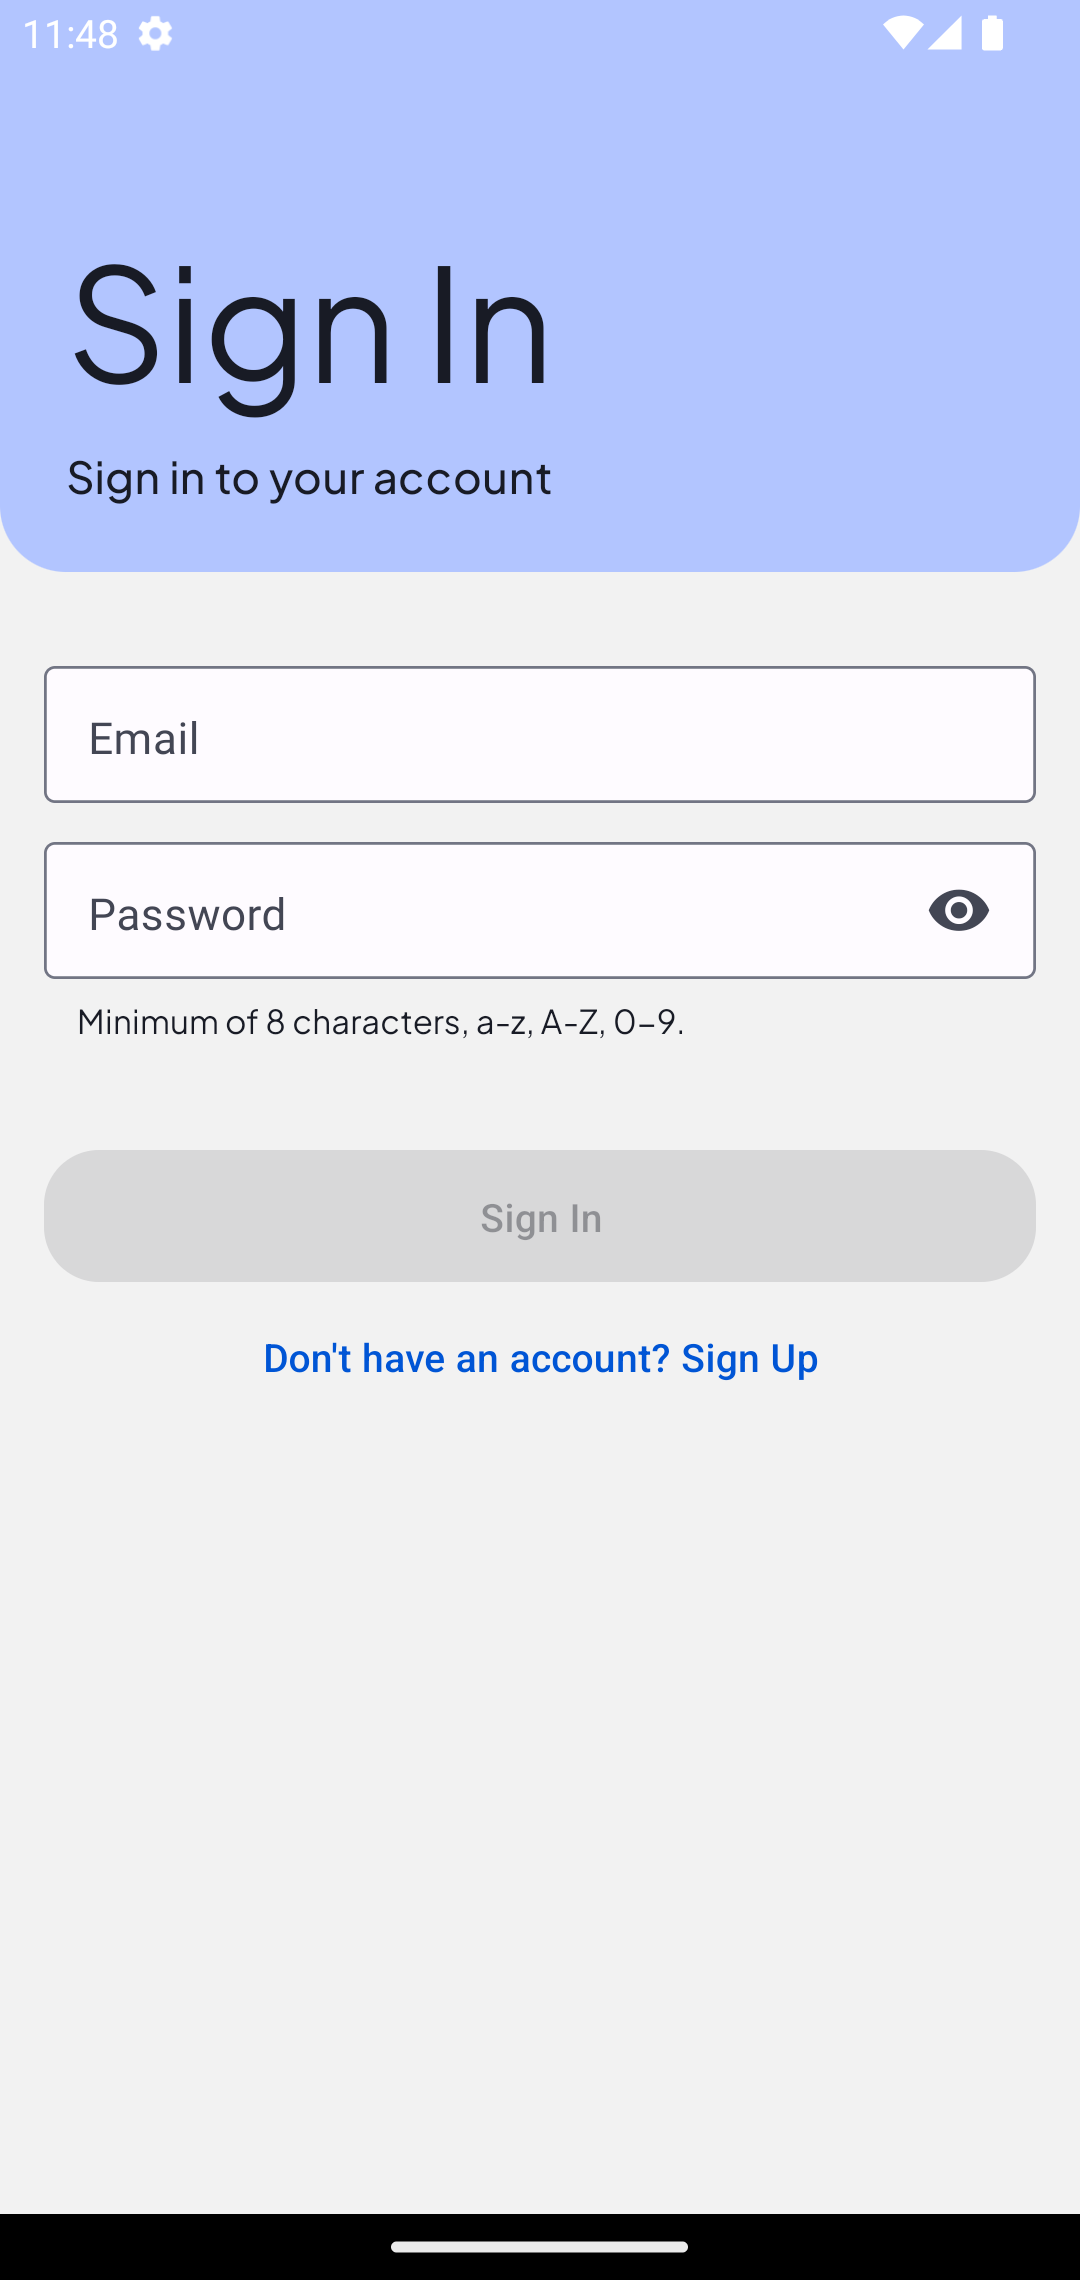 11:48
Sign In
Sign in to your account
Email
Password
Minimum of 8 characters, a-z, A-Z, 0–9.
Sign In
Don't have an account? Sign Up